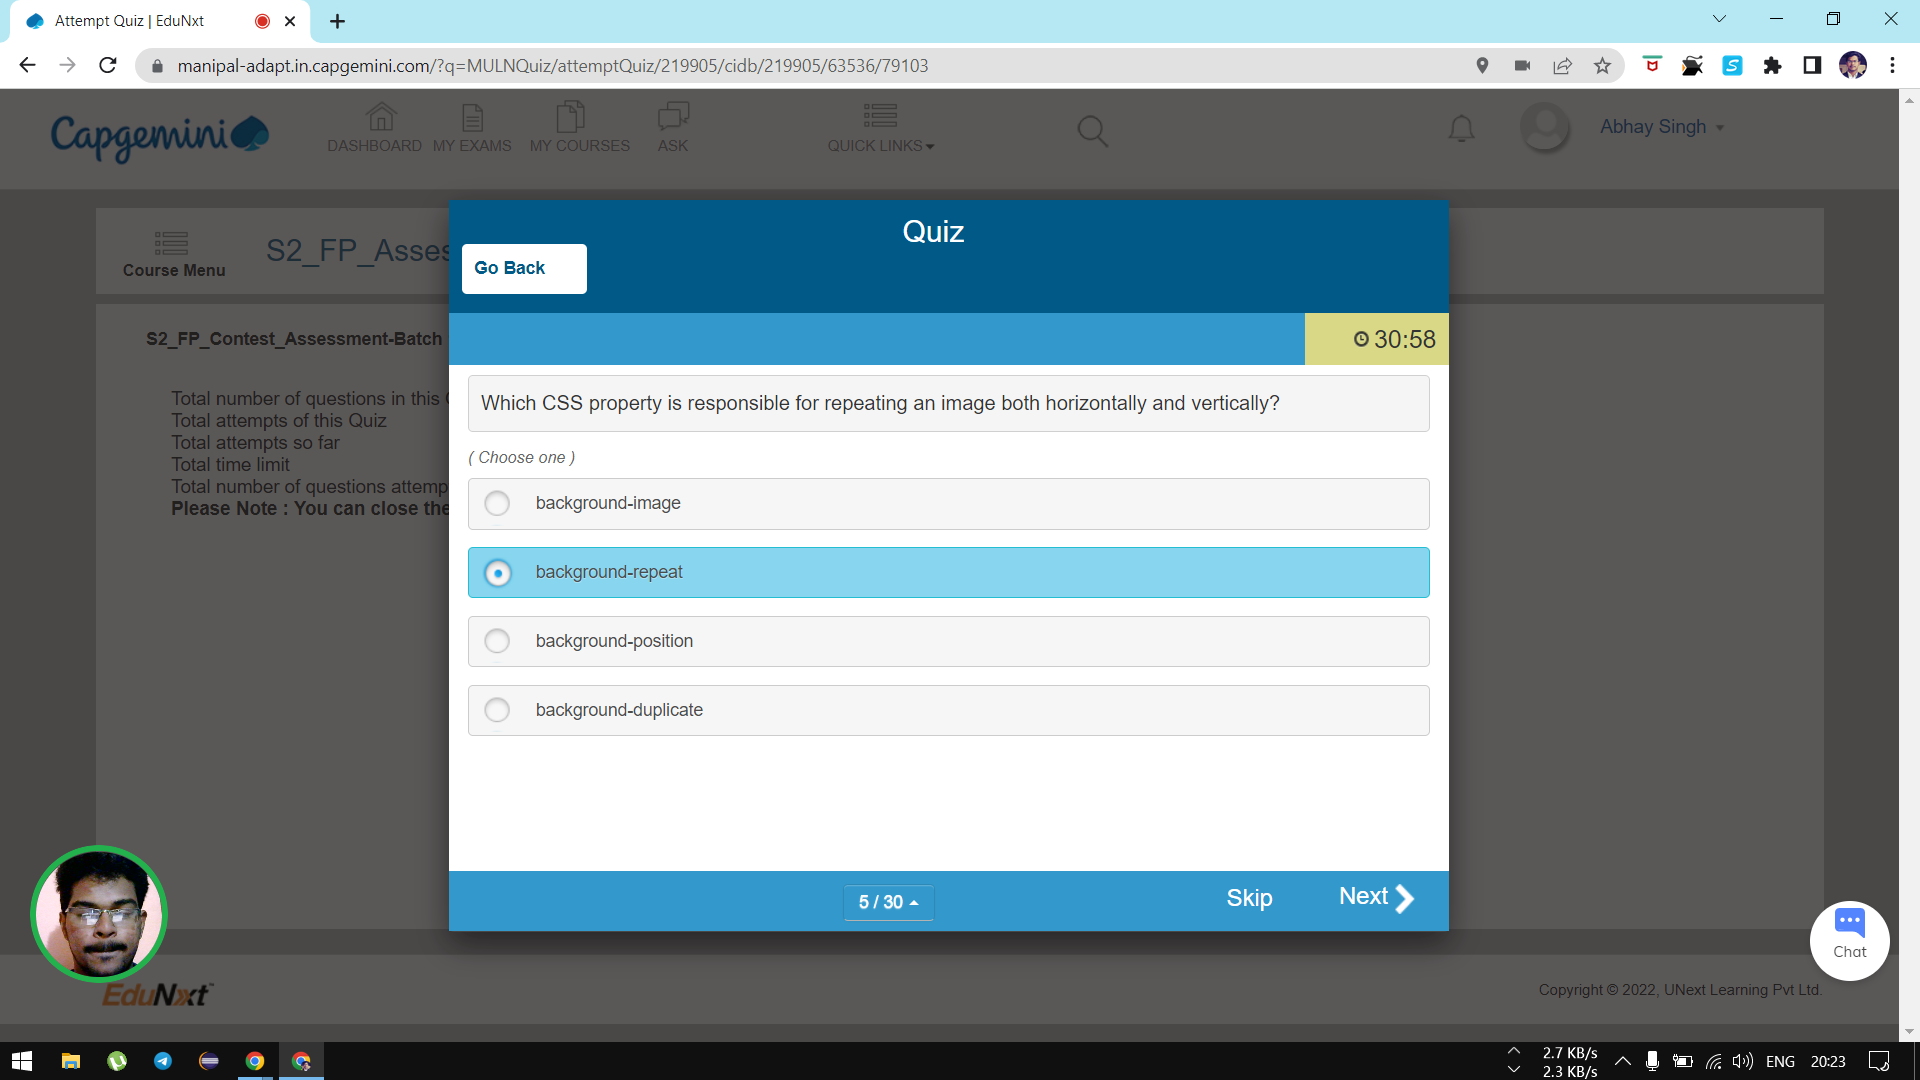 Attempt Quiz | EduNxt
manipal-adapt.in.capgemini.com/?q=MULNQuiz/attemptQuiz/219905/cidb/219905/63536/79103
Capgemini
DASHBOARD MY EXAMS MY COURSES ASK QUICK LINKS
Abhay Singh
Course Menu
S2_FP_Asses
Quiz
Go Back
30:58
S2_FP_Contest_Assessment-Batch
Total number of questions in this
Total attempts of this Quiz
Total attempts so far
Total time limit
Total number of questions attemp
Please Note : You can close the
Which CSS property is responsible for repeating an image both horizontally and vertically?
( Choose one )
background-image
background-repeat
background-position
background-duplicate
5 / 30
Skip
Next
Chat
EduNxt
Copyright © 2022, UNext Learning Pvt Ltd.
2.7 KB/s
2.3 KB/s
ENG
20:23